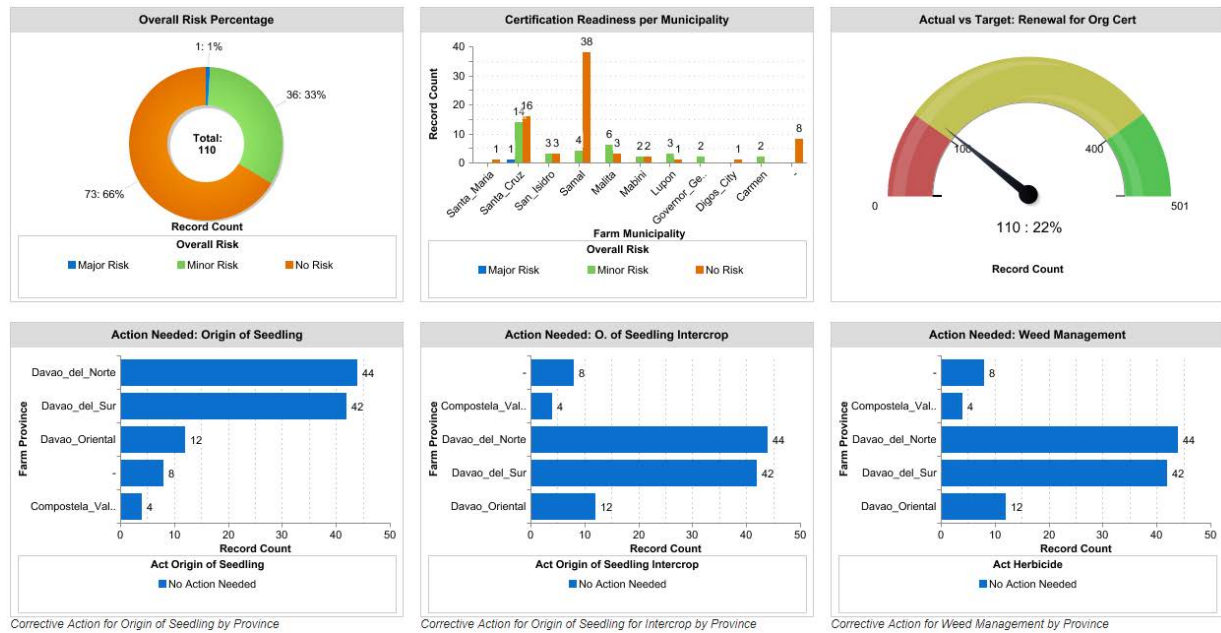 Overall Risk Percentage
1: 1%
36: 33%
Total:
110
73: 66%
Record Count
Overall Risk
Major Risk Minor Risk No Risk
Certification Readiness per Municipality
Record Count
40
30
20
10
0
1 1 14 16 3 3 4 38 6 3 2 2 3 1 2 1 2 8
Santa_Maria
Santa_Cruz
San_Isidro
Samal
Malita
Mabini
Lupon
Governor_Ge..
Digos_City
Carmen
-
Farm Municipality
Overall Risk
Major Risk Minor Risk No Risk
Actual vs Target: Renewal for Org Cert
0 100 400 501
110 : 22%
Record Count
Action Needed: Origin of Seedling
Farm Province
Davao_del_Norte 44
Davao_del_Sur 42
Davao_Oriental 12
- 8
Compostela_Val.. 4
0 10 20 30 40 50
Record Count
Act Origin of Seedling
No Action Needed
Corrective Action for Origin of Seedling by Province
Action Needed: O. of Seedling Intercrop
Farm Province
- 8
Compostela_Val.. 4
Davao_del_Norte 44
Davao_del_Sur 42
Davao_Oriental 12
0 10 20 30 40 50
Record Count
Act Origin of Seedling Intercrop
No Action Needed
Corrective Action for Origin of Seedling for Intercrop by Province
Action Needed: Weed Management
Farm Province
- 8
Compostela_Val.. 4
Davao_del_Norte 44
Davao_del_Sur 42
Davao_Oriental 12
0 10 20 30 40 50
Record Count
Act Herbicide
No Action Needed
Corrective Action for Weed Management by Province